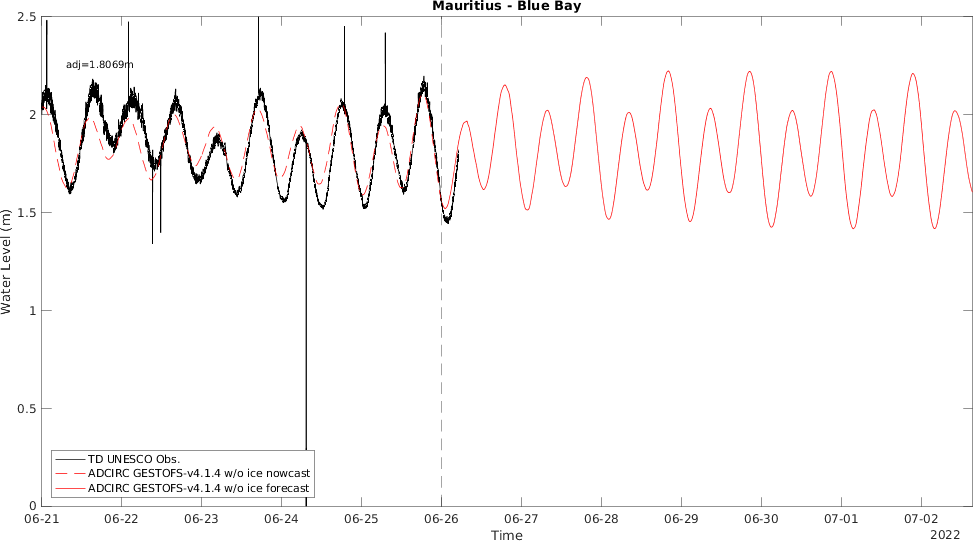 Mauritius - Blue Bay
2.5
adj=1.8069m
2
1.5
Water Level (m)
1
0.5
TD UNESCO Obs.
ADCIRC GESTOFS-v4.1.4 w/o ice nowcast
ADCIRC GESTOFS-v4.1.4 w/o ice forecast
0
06-21 06-22 06-23 06-24 06-25 06-26 06-27 06-28 06-29 06-30 07-01 07-02
Time
2022